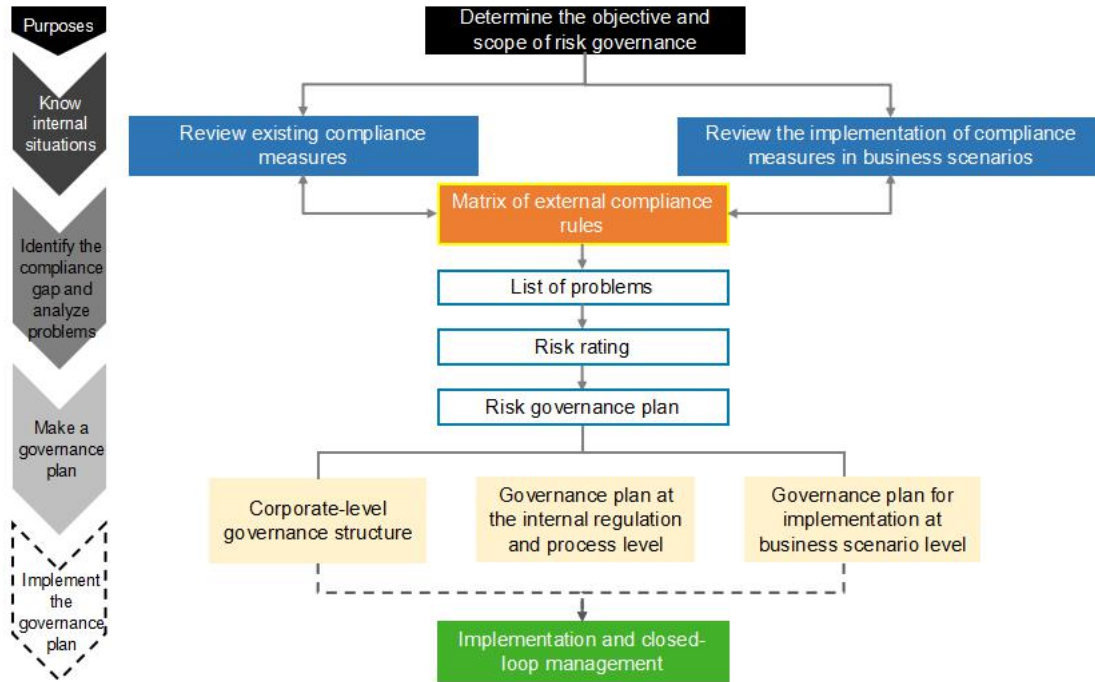 Purposes
Determine the objective and
scope of risk governance
Know
internal
situations
Review existing compliance
measures
Review the implementation of compliance
measures in business scenarios
Matrix of external compliance
rules
Identify the
compliance
gap and
analyze
problems
List of problems
Risk rating
Risk governance plan
Make a
governance
plan
Corporate-level
governance structure
Governance plan at
the internal regulation
and process level
Governance plan for
implementation at
business scenario level
Implement
the
governance
plan
Implementation and closed-
loop management